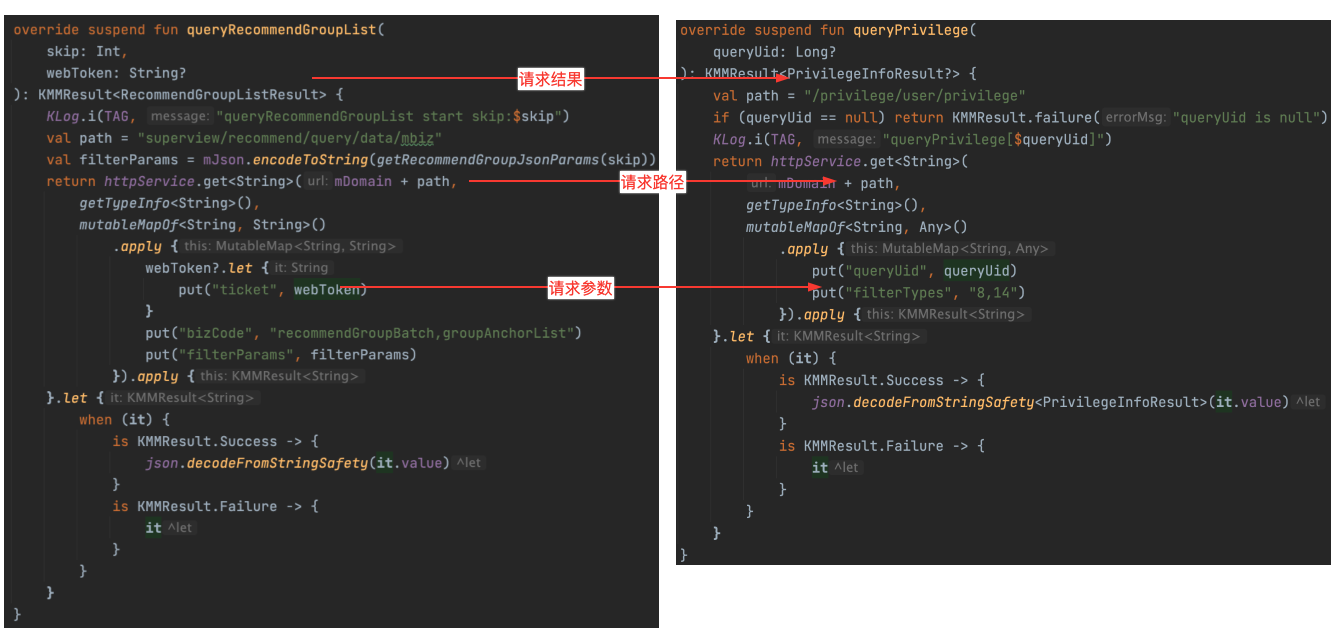 override suspend fun queryRecommendGroupList(
    skip: Int,
    webToken: String?
): KMMResult<RecommendGroupListResult> {
    KLog.i(TAG, message: "queryRecommendGroupList start skip:$skip")
    val path = "superview/recommend/query/data/mbiz"
    val filterParams = mJson.encodeToString(getRecommendGroupJsonParams(skip))
    return httpService.get<String>( url: mDomain + path,
        getTypeInfo<String>(),
        mutableMapOf<String, String>()
            .apply { this: MutableMap<String, String>
                webToken?.let { it: String
                    put("ticket", webToken)
                }
                put("bizCode", "recommendGroupBatch,groupAnchorList")
                put("filterParams", filterParams)
            }).apply { this: KMMResult<String>
    }.let { it: KMMResult<String>
        when (it) {
            is KMMResult.Success -> {
                json.decodeFromStringSafety(it.value) ^let
            }
            is KMMResult.Failure -> {
                it ^let
            }
        }
    }
}
请求结果
请求路径
请求参数
override suspend fun queryPrivilege(
    queryUid: Long?
): KMMResult<PrivilegeInfoResult?> {
    val path = "/privilege/user/privilege"
    if (queryUid == null) return KMMResult.failure( errorMsg: "queryUid is null")
    KLog.i(TAG, message: "queryPrivilege[$queryUid]")
    return httpService.get<String>(
        url: mDomain + path,
        getTypeInfo<String>(),
        mutableMapOf<String, Any>()
            .apply { this: MutableMap<String, Any>
                put("queryUid", queryUid)
                put("filterTypes", "8,14")
            }).apply { this: KMMResult<String>
    }.let { it: KMMResult<String>
        when (it) {
            is KMMResult.Success -> {
                json.decodeFromStringSafety<PrivilegeInfoResult>(it.value) ^let
            }
            is KMMResult.Failure -> {
                it ^let
            }
        }
    }
}